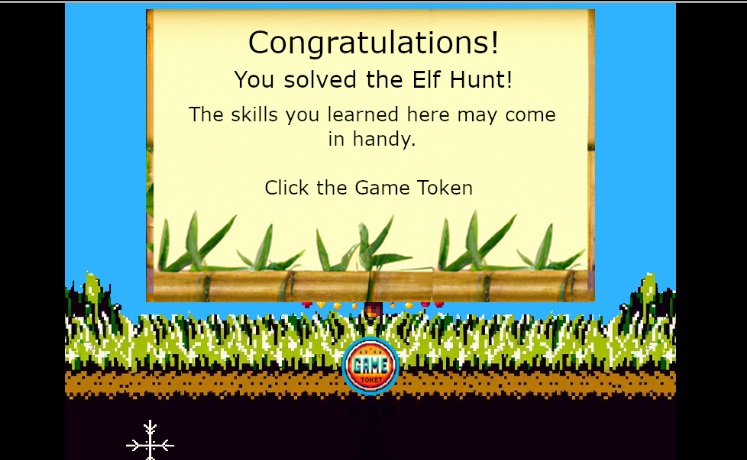 Congratulations!
You solved the Elf Hunt!
The skills you learned here may come
in handy.
Click the Game Token
GAME
TOKET